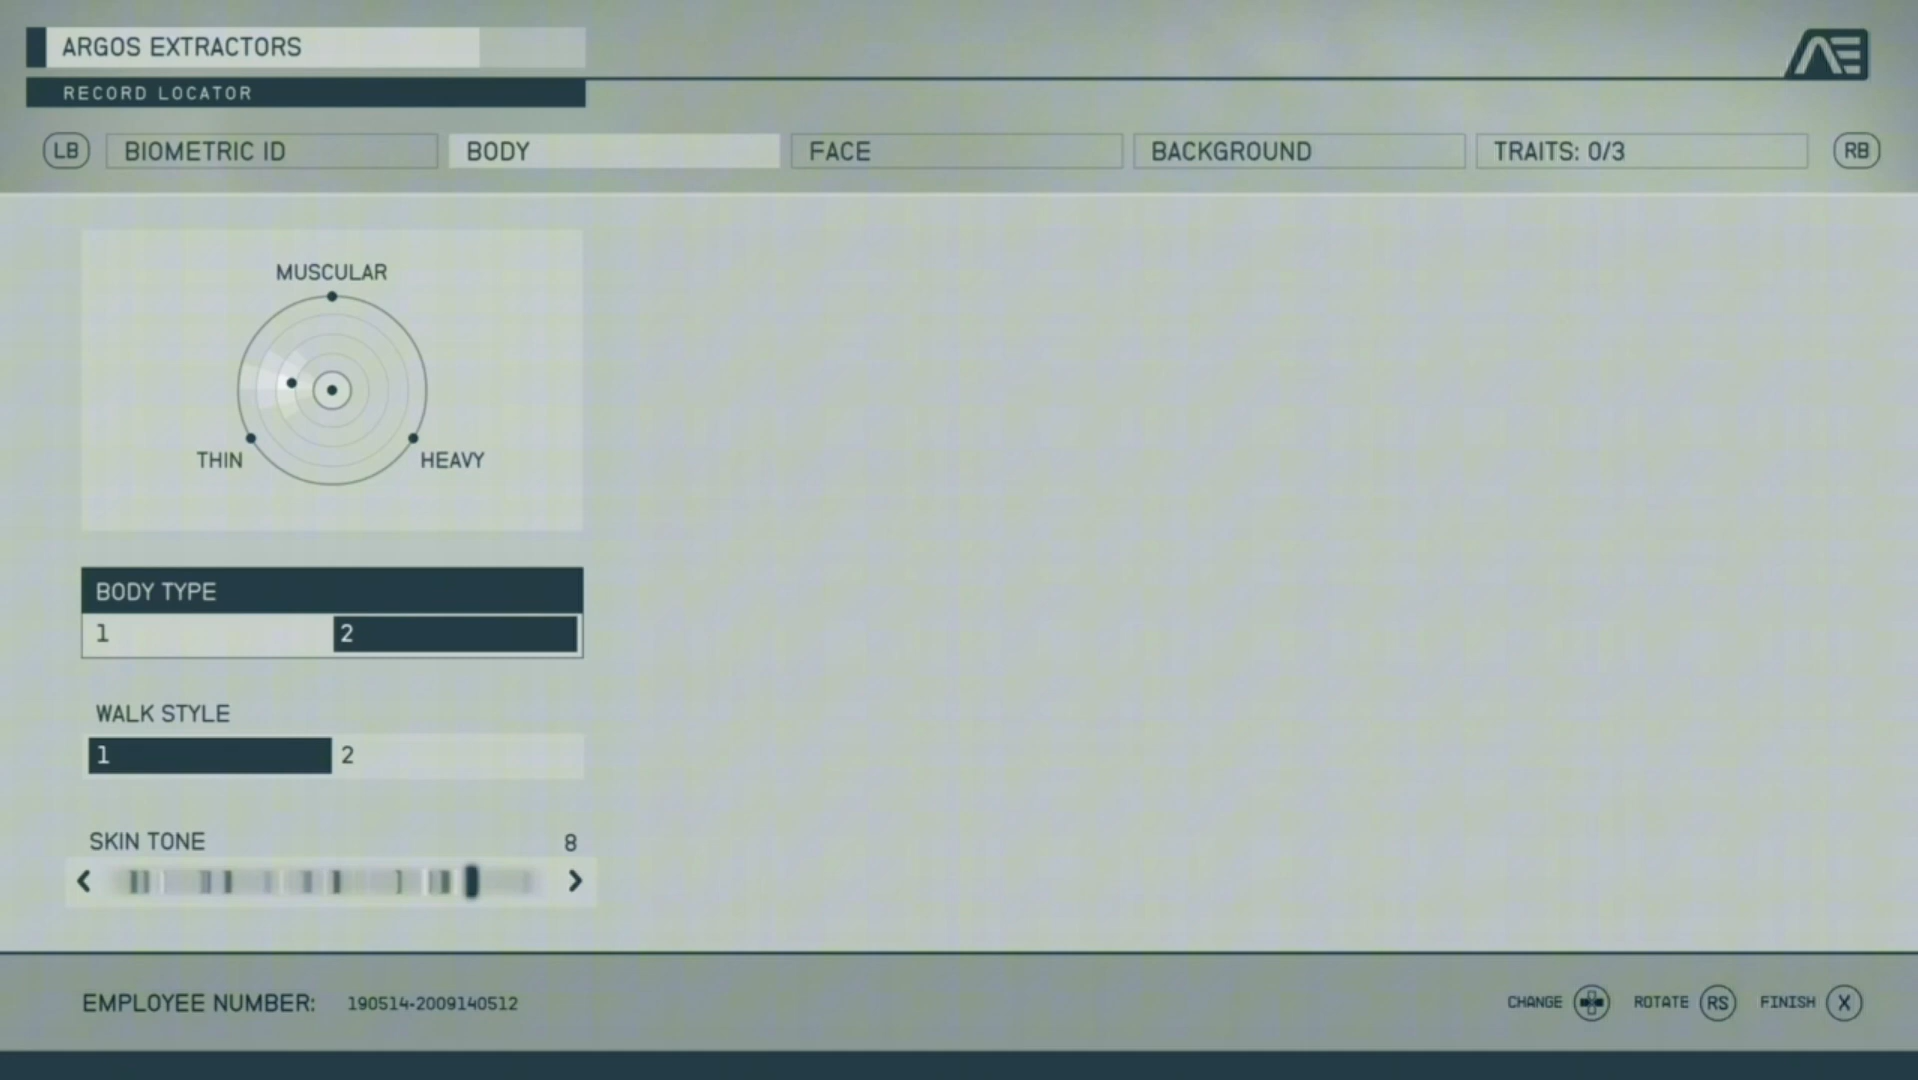 ARGOS EXTRACTORS
AE
RECORD LOCATOR
LB BIOMETRIC ID BODY FACE BACKGROUND TRAITS: 0/3 RB
MUSCULAR
THIN HEAVY
BODY TYPE
1 2
WALK STYLE
1 2
SKIN TONE 8
EMPLOYEE NUMBER: 190514-2009140512 CHANGE ROTATE RS FINISH X